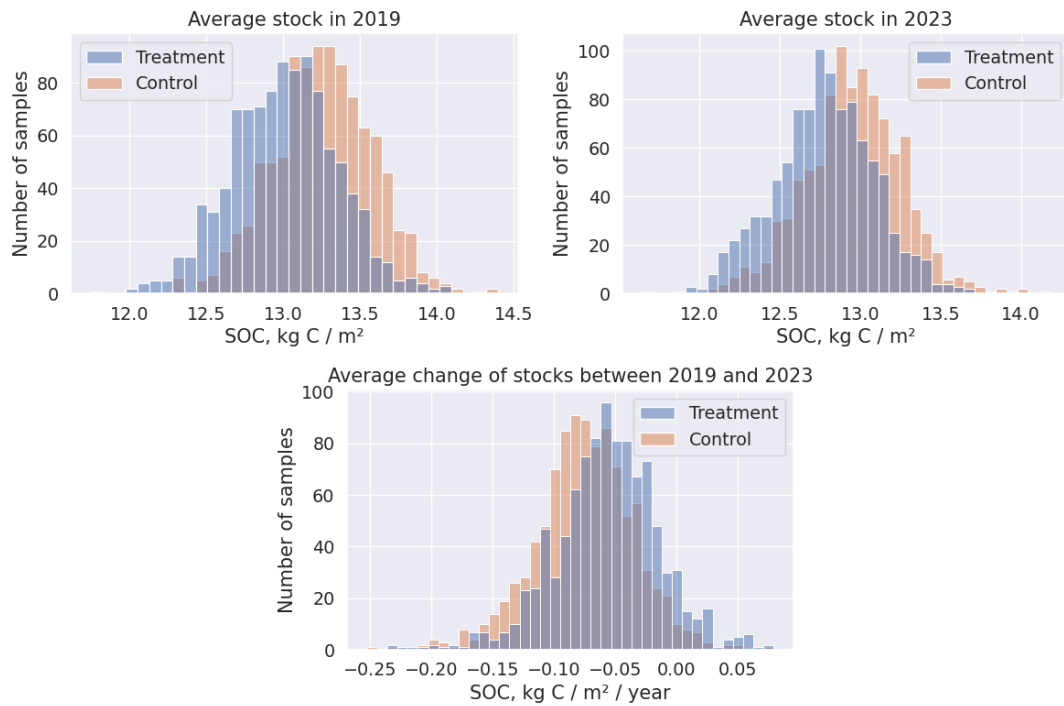 Average stock in 2019
Treatment
Control
Number of samples
80
60
40
20
0
12.0 12.5 13.0 13.5 14.0 14.5
SOC, kg C / m²
Average stock in 2023
Treatment
Control
Number of samples
100
80
60
40
20
0
12.0 12.5 13.0 13.5 14.0
SOC, kg C / m²
Average change of stocks between 2019 and 2023
Treatment
Control
Number of samples
100
80
60
40
20
0
−0.25 −0.20 −0.15 −0.10 −0.05 0.00 0.05
SOC, kg C / m² / year